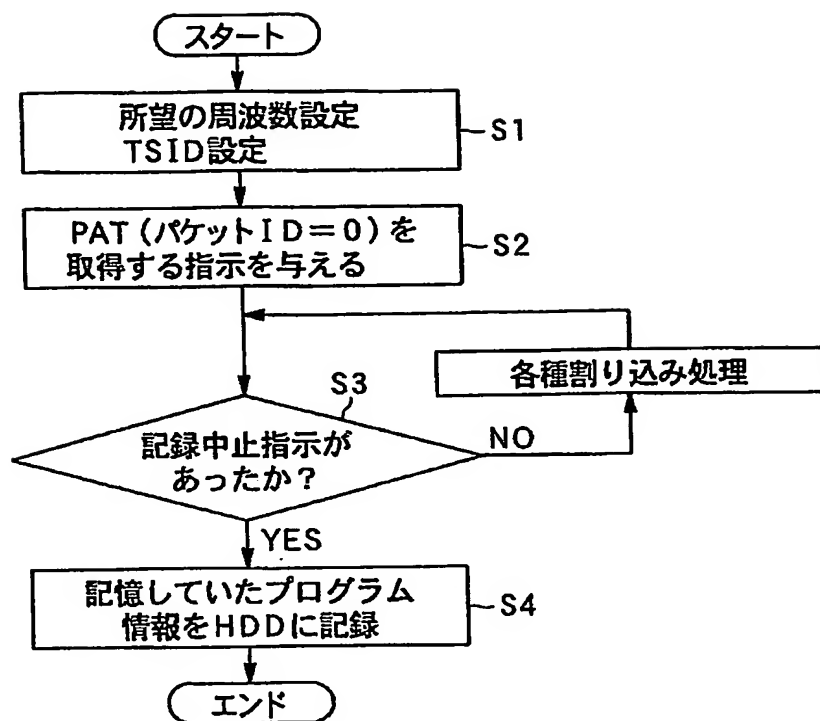 スタート
所望の周波数設定
TSID設定
S1
PAT(パケットID=0)を
取得する指示を与える
S2
各種割り込み処理
S3
記録中止指示が
あったか?
NO
YES
記憶していたプログラム
情報をHDDに記録
S4
エンド